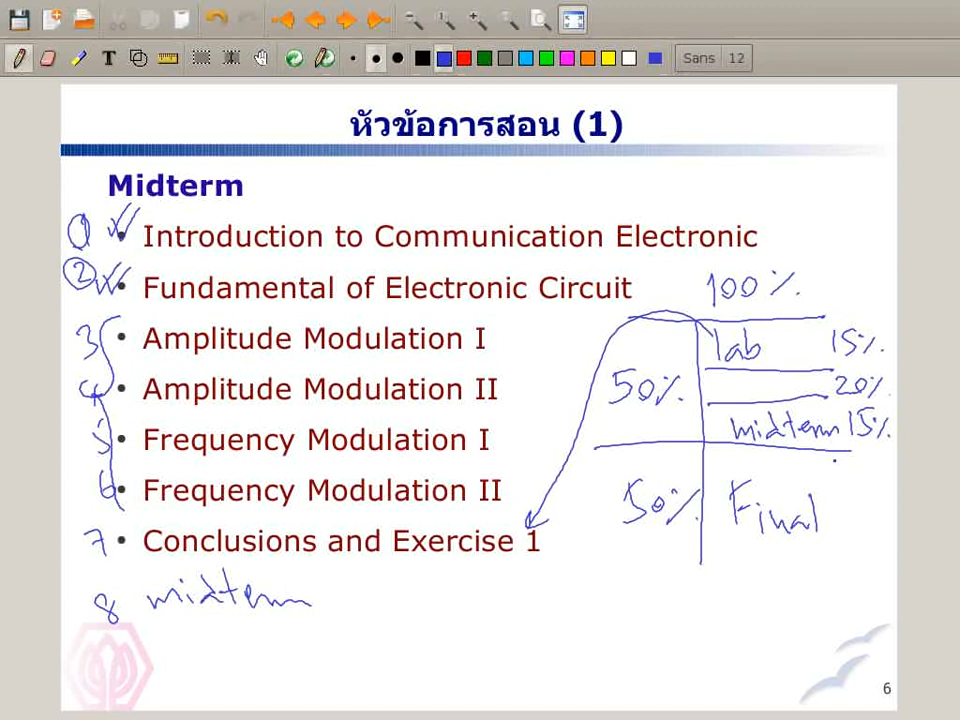 Sans 12
หัวข้อการสอน (1)
Midterm
1 • Introduction to Communication Electronic
2 • Fundamental of Electronic Circuit
3 • Amplitude Modulation I
4 • Amplitude Modulation II
5 • Frequency Modulation I
6 • Frequency Modulation II
7 • Conclusions and Exercise 1
8 midterm
100%
50% lab 15%
20%
midterm 15%
50% Final
6